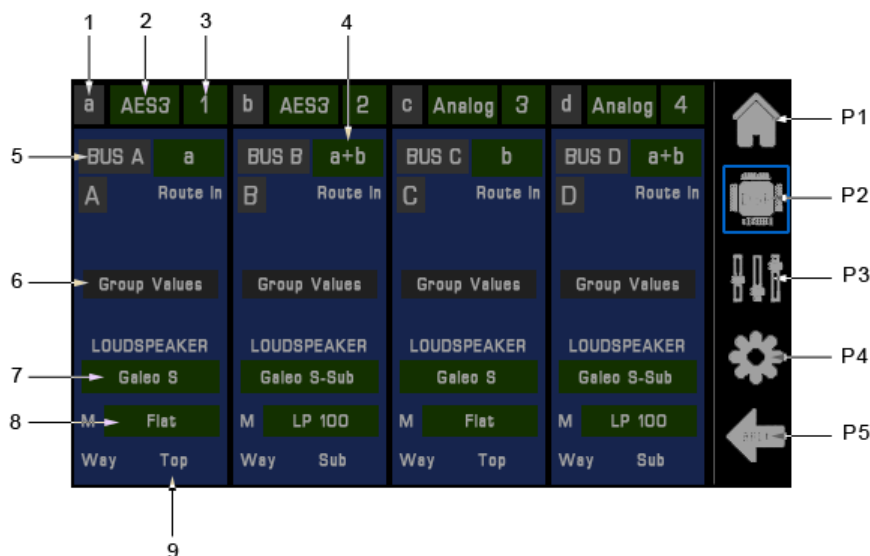 1 2 3 4
a AES3 1 b AES3 2 c Analog 3 d Analog 4
P1
5 BUS A a BUS B a+b BUS C b BUS D a+b
A Route In B Route In C Route In D Route In
P2
6 Group Values Group Values Group Values Group Values
P3
LOUDSPEAKER LOUDSPEAKER LOUDSPEAKER LOUDSPEAKER
7 Galeo S Galeo S-Sub Galeo S Galeo S-Sub
P4
8 M Flat M LP 100 M Flat M LP 100
P5
Way Top Way Sub Way Top Way Sub
9